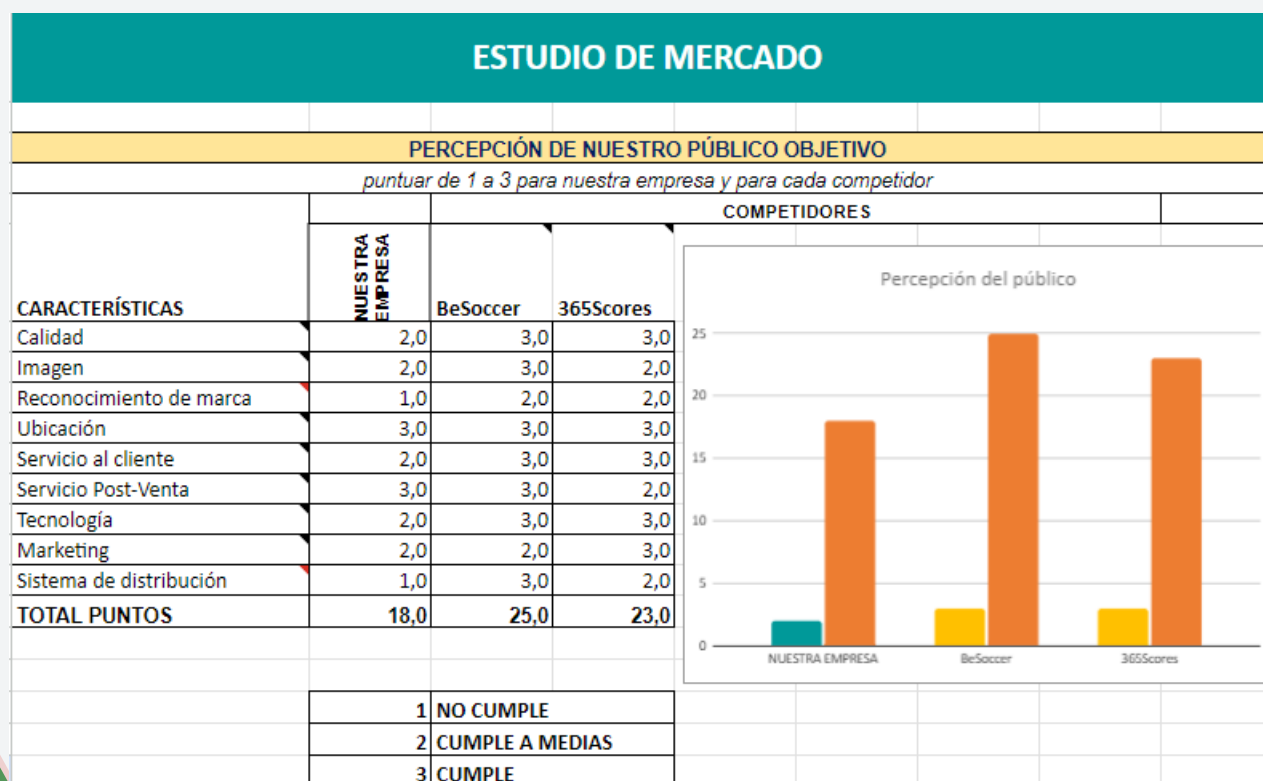 ESTUDIO DE MERCADO
PERCEPCIÓN DE NUESTRO PÚBLICO OBJETIVO
puntuar de 1 a 3 para nuestra empresa y para cada competidor
COMPETIDORES
CARACTERÍSTICAS NUESTRA EMPRESA BeSoccer 365Scores
Calidad 2,0 3,0 3,0
Imagen 2,0 3,0 2,0
Reconocimiento de marca 1,0 2,0 2,0
Ubicación 3,0 3,0 3,0
Servicio al cliente 2,0 3,0 3,0
Servicio Post-Venta 3,0 3,0 2,0
Tecnología 2,0 3,0 3,0
Marketing 2,0 2,0 3,0
Sistema de distribución 1,0 3,0 2,0
TOTAL PUNTOS 18,0 25,0 23,0
Percepción del público
25
20
15
10
5
0
NUESTRA EMPRESA BeSoccer 365Scores
1 NO CUMPLE
2 CUMPLE A MEDIAS
3 CUMPLE